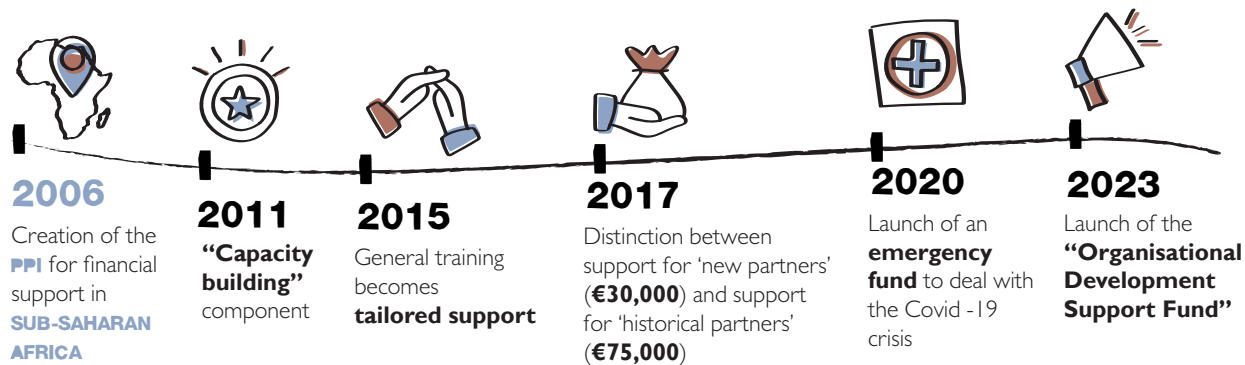 2006
Creation of the
PPI for financial
support in
SUB-SAHARAN
AFRICA
2011
“Capacity
building”
component
2015
General training
becomes
tailored support
2017
Distinction between
support for ‘new partners’
(€30,000) and support
for ‘historical partners’
(€75,000)
2020
Launch of an
emergency
fund to deal with
the Covid -19
crisis
2023
Launch of the
“Organisational
Development
Support Fund”